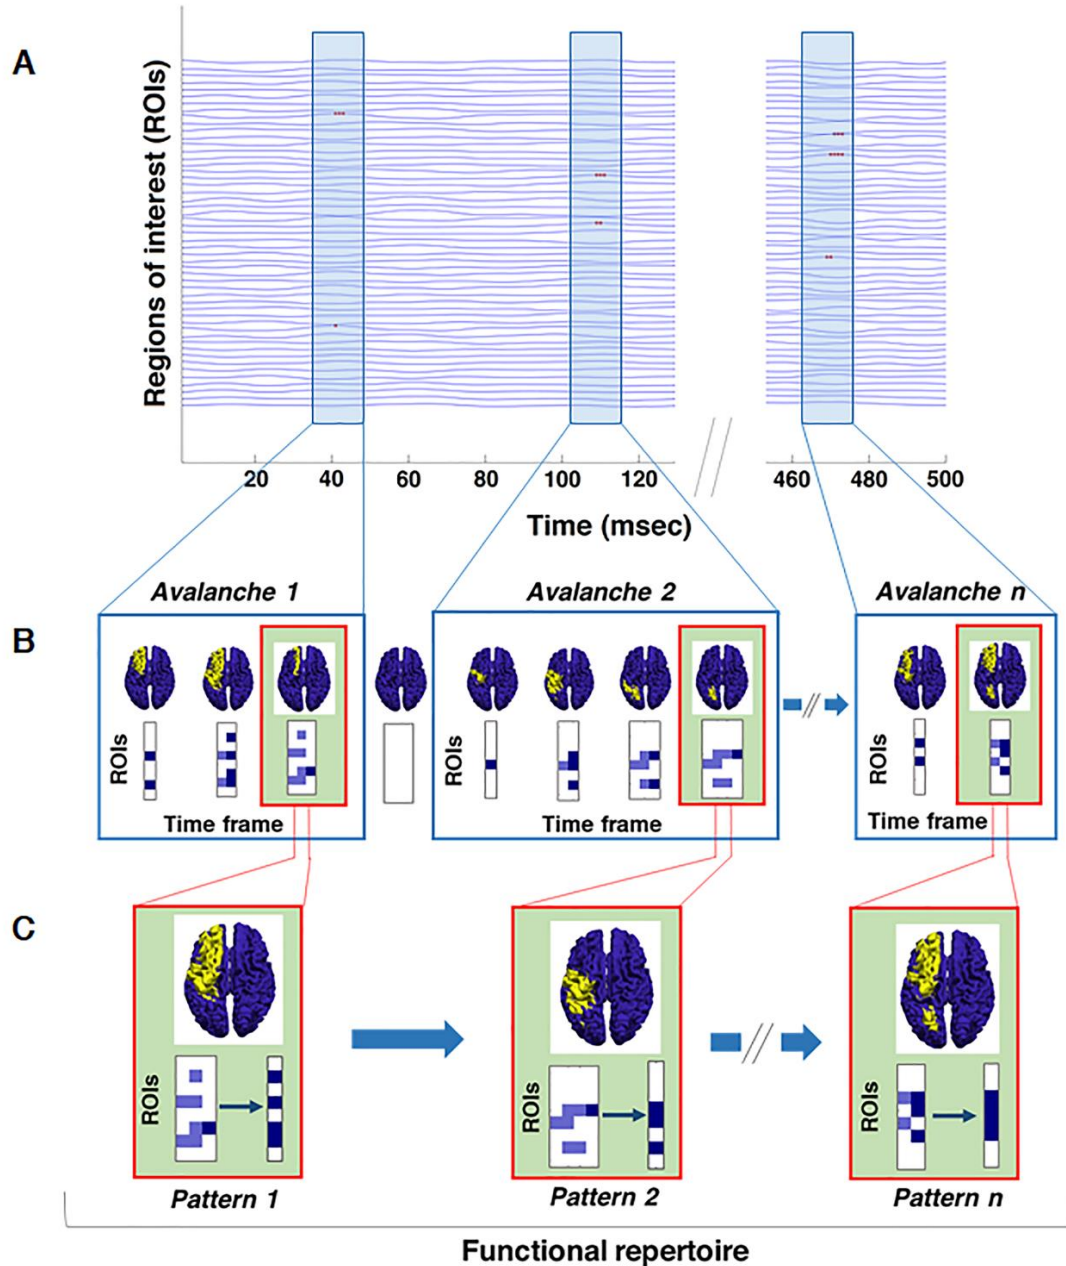 A
Regions of interest (ROIs)
20 40 60 80 100 120 460 480 500
Time (msec)
Avalanche 1 Avalanche 2 Avalanche n
B
ROIs ROIs ROIs
Time frame Time frame Time frame
C
ROIs ROIs ROIs
Pattern 1 Pattern 2 Pattern n
Functional repertoire